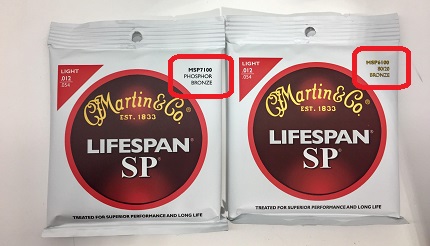 LIGHT
.012
.054
MSP7100
PHOSPHOR
BRONZE
Martin & Co.
EST. 1833
LIFESPAN®
SP®
TREATED FOR SUPERIOR PERFORMANCE AND LONG LIFE
LIGHT
.012
.054
MSP6100
80/20
BRONZE
Martin & Co.
EST. 1833
LIFESPAN®
SP®
TREATED FOR SUPERIOR PERFORMANCE AND LONG LIFE